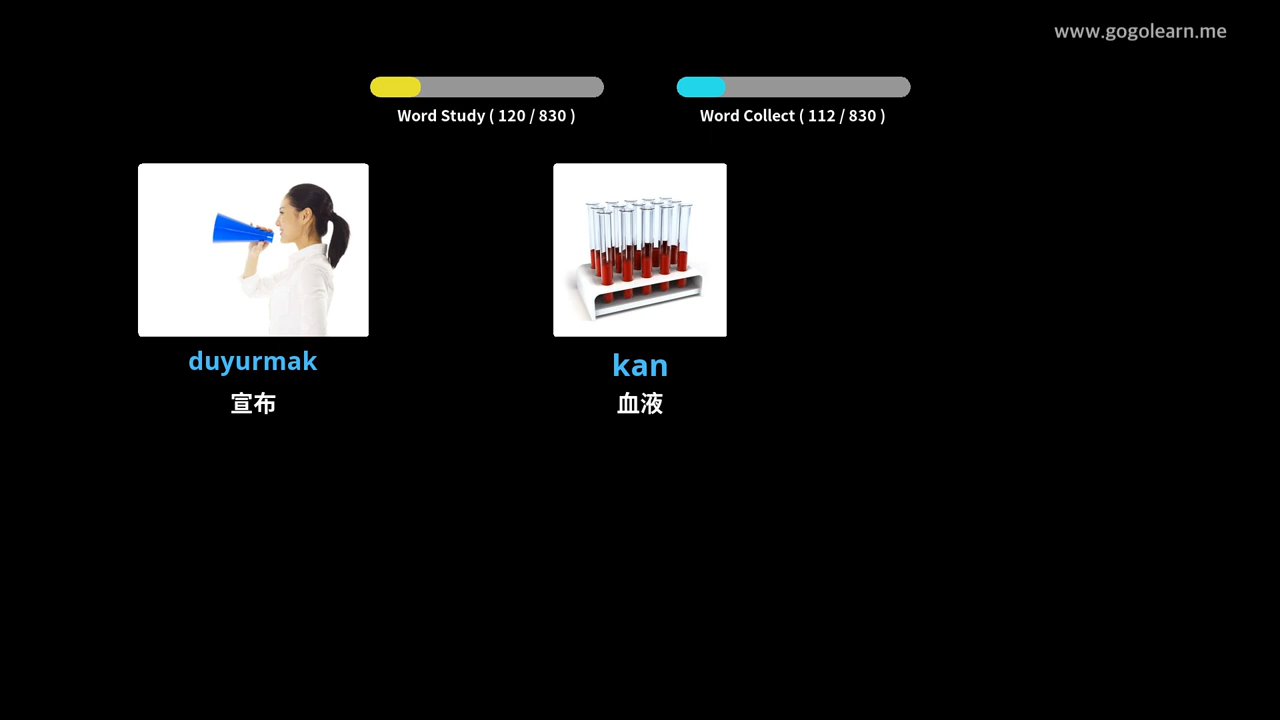 www.gogolearn.me
Word Study ( 120 / 830 )
Word Collect ( 112 / 830 )
duyurmak
kan
宣布
血液